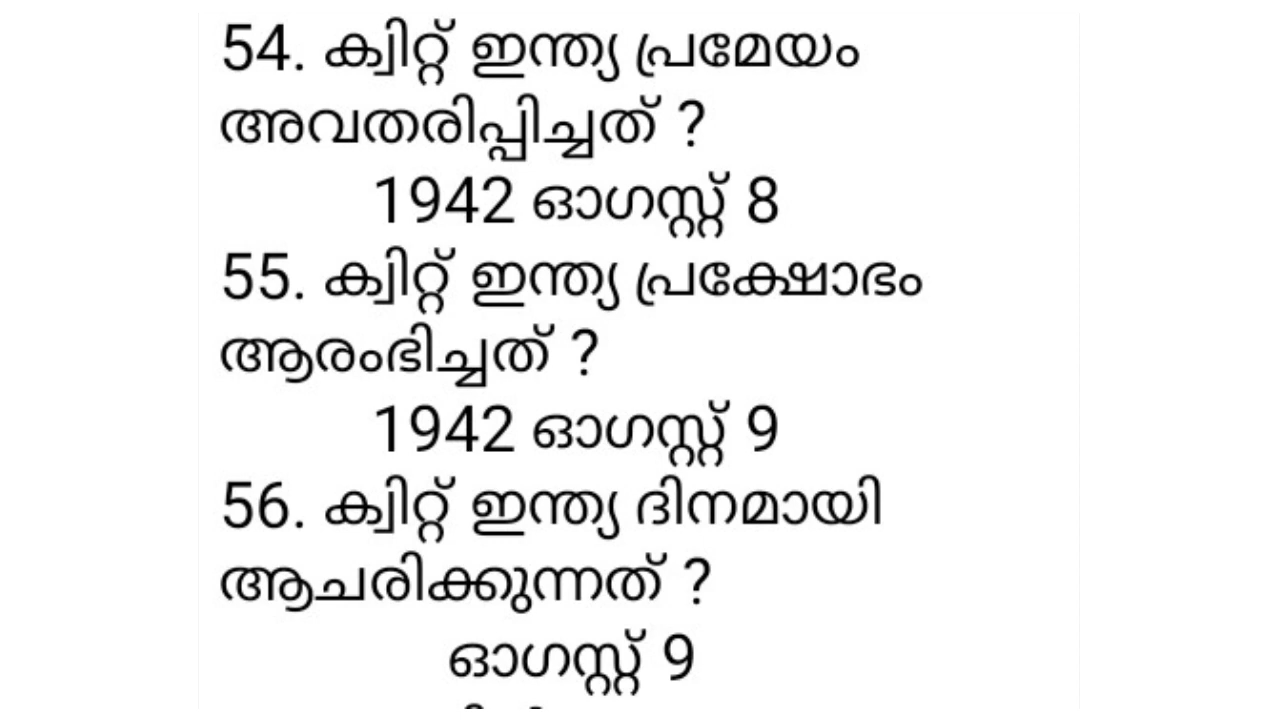 54. ക്വിറ്റ് ഇന്ത്യ പ്രമേയം
അവതരിപ്പിച്ചത് ?
1942 ഓഗസ്റ്റ് 8
55. ക്വിറ്റ് ഇന്ത്യ പ്രക്ഷോഭം
ആരംഭിച്ചത് ?
1942 ഓഗസ്റ്റ് 9
56. ക്വിറ്റ് ഇന്ത്യ ദിനമായി
ആചരിക്കുന്നത് ?
ഓഗസ്റ്റ് 9